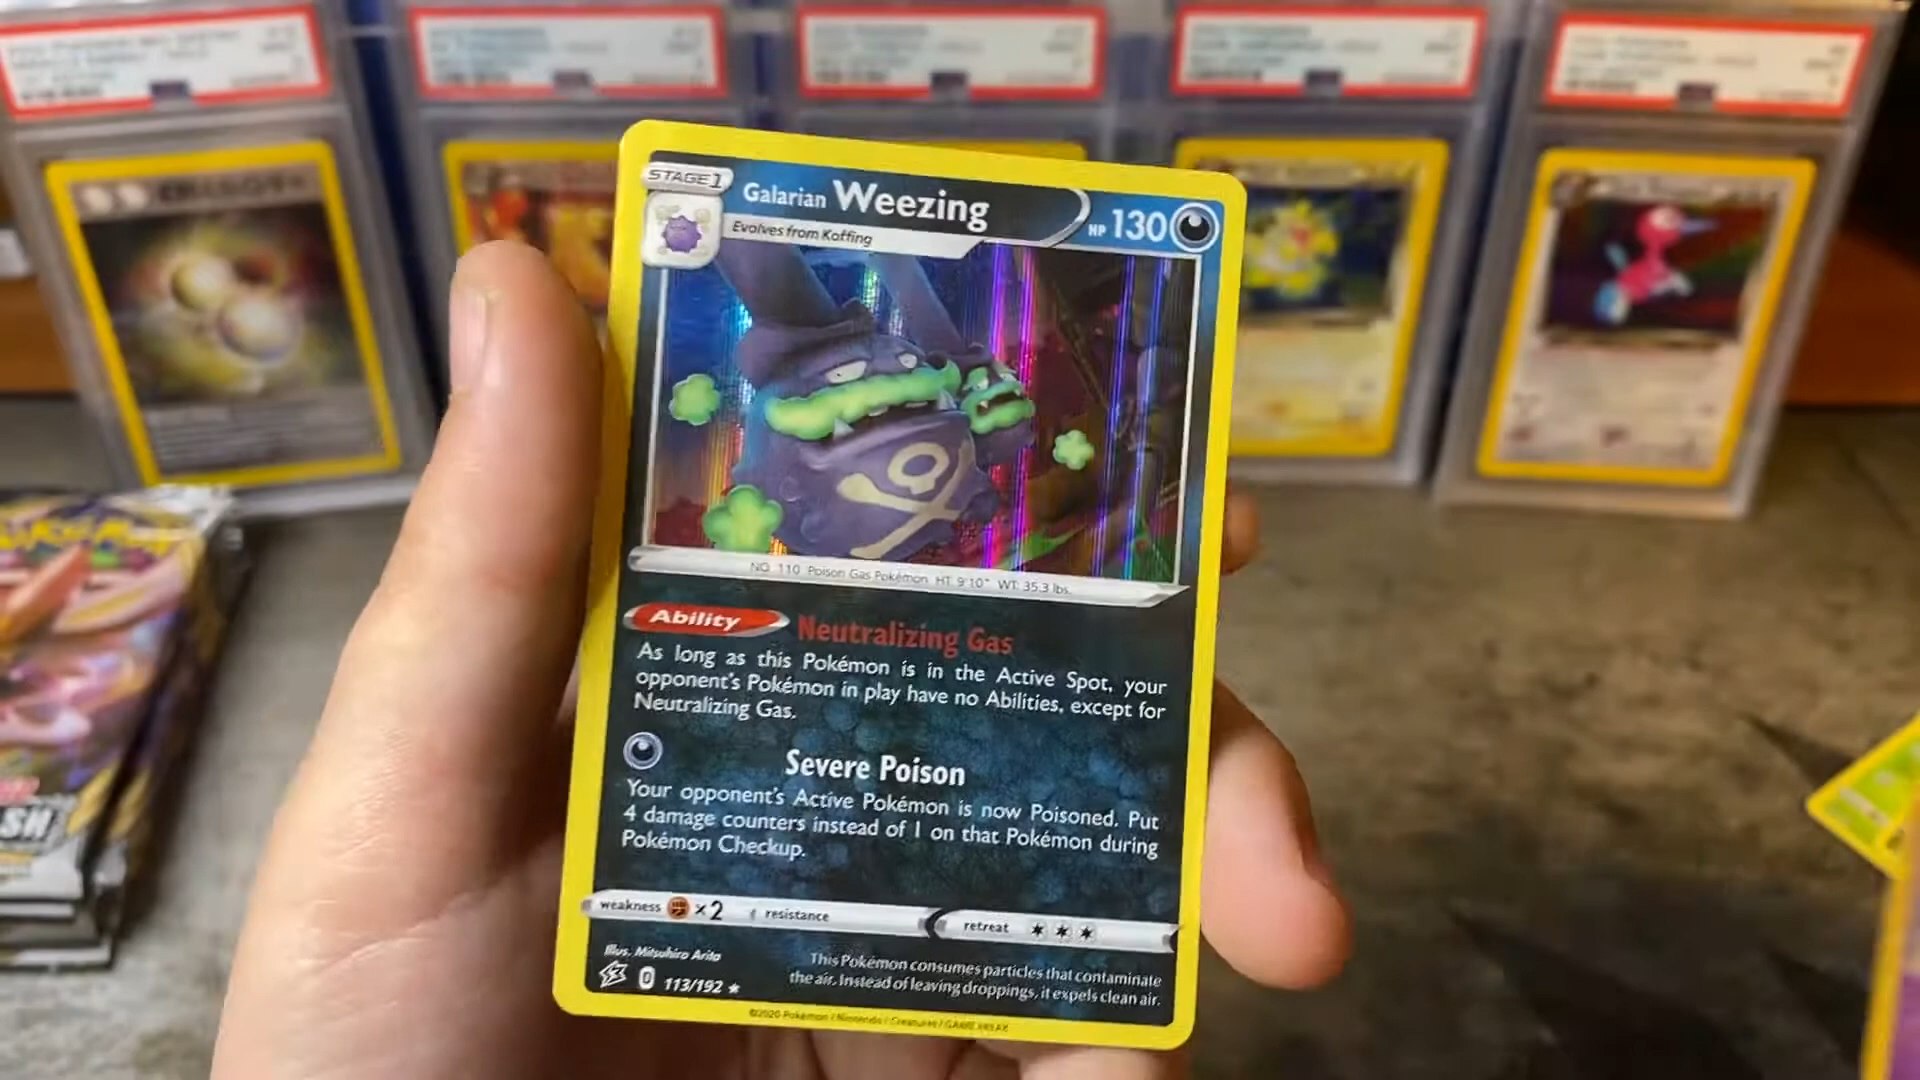 STAGE 1
Galarian Weezing
HP 130
Evolves from Koffing
NO. 110 Poison Gas Pokémon HT: 9'10" WT: 35.3 lbs.
Ability Neutralizing Gas
As long as this Pokémon is in the Active Spot, your
opponent's Pokémon in play have no Abilities, except for
Neutralizing Gas.
Severe Poison
Your opponent's Active Pokémon is now Poisoned. Put
4 damage counters instead of 1 on that Pokémon during
Pokémon Checkup.
weakness ×2 resistance retreat
Illus. Mitsuhiro Arita
D 113/192 ★
This Pokémon consumes particles that contaminate
the air. Instead of leaving droppings, it expels clean air.
©2020 Pokémon / Nintendo / Creatures / GAME FREAK